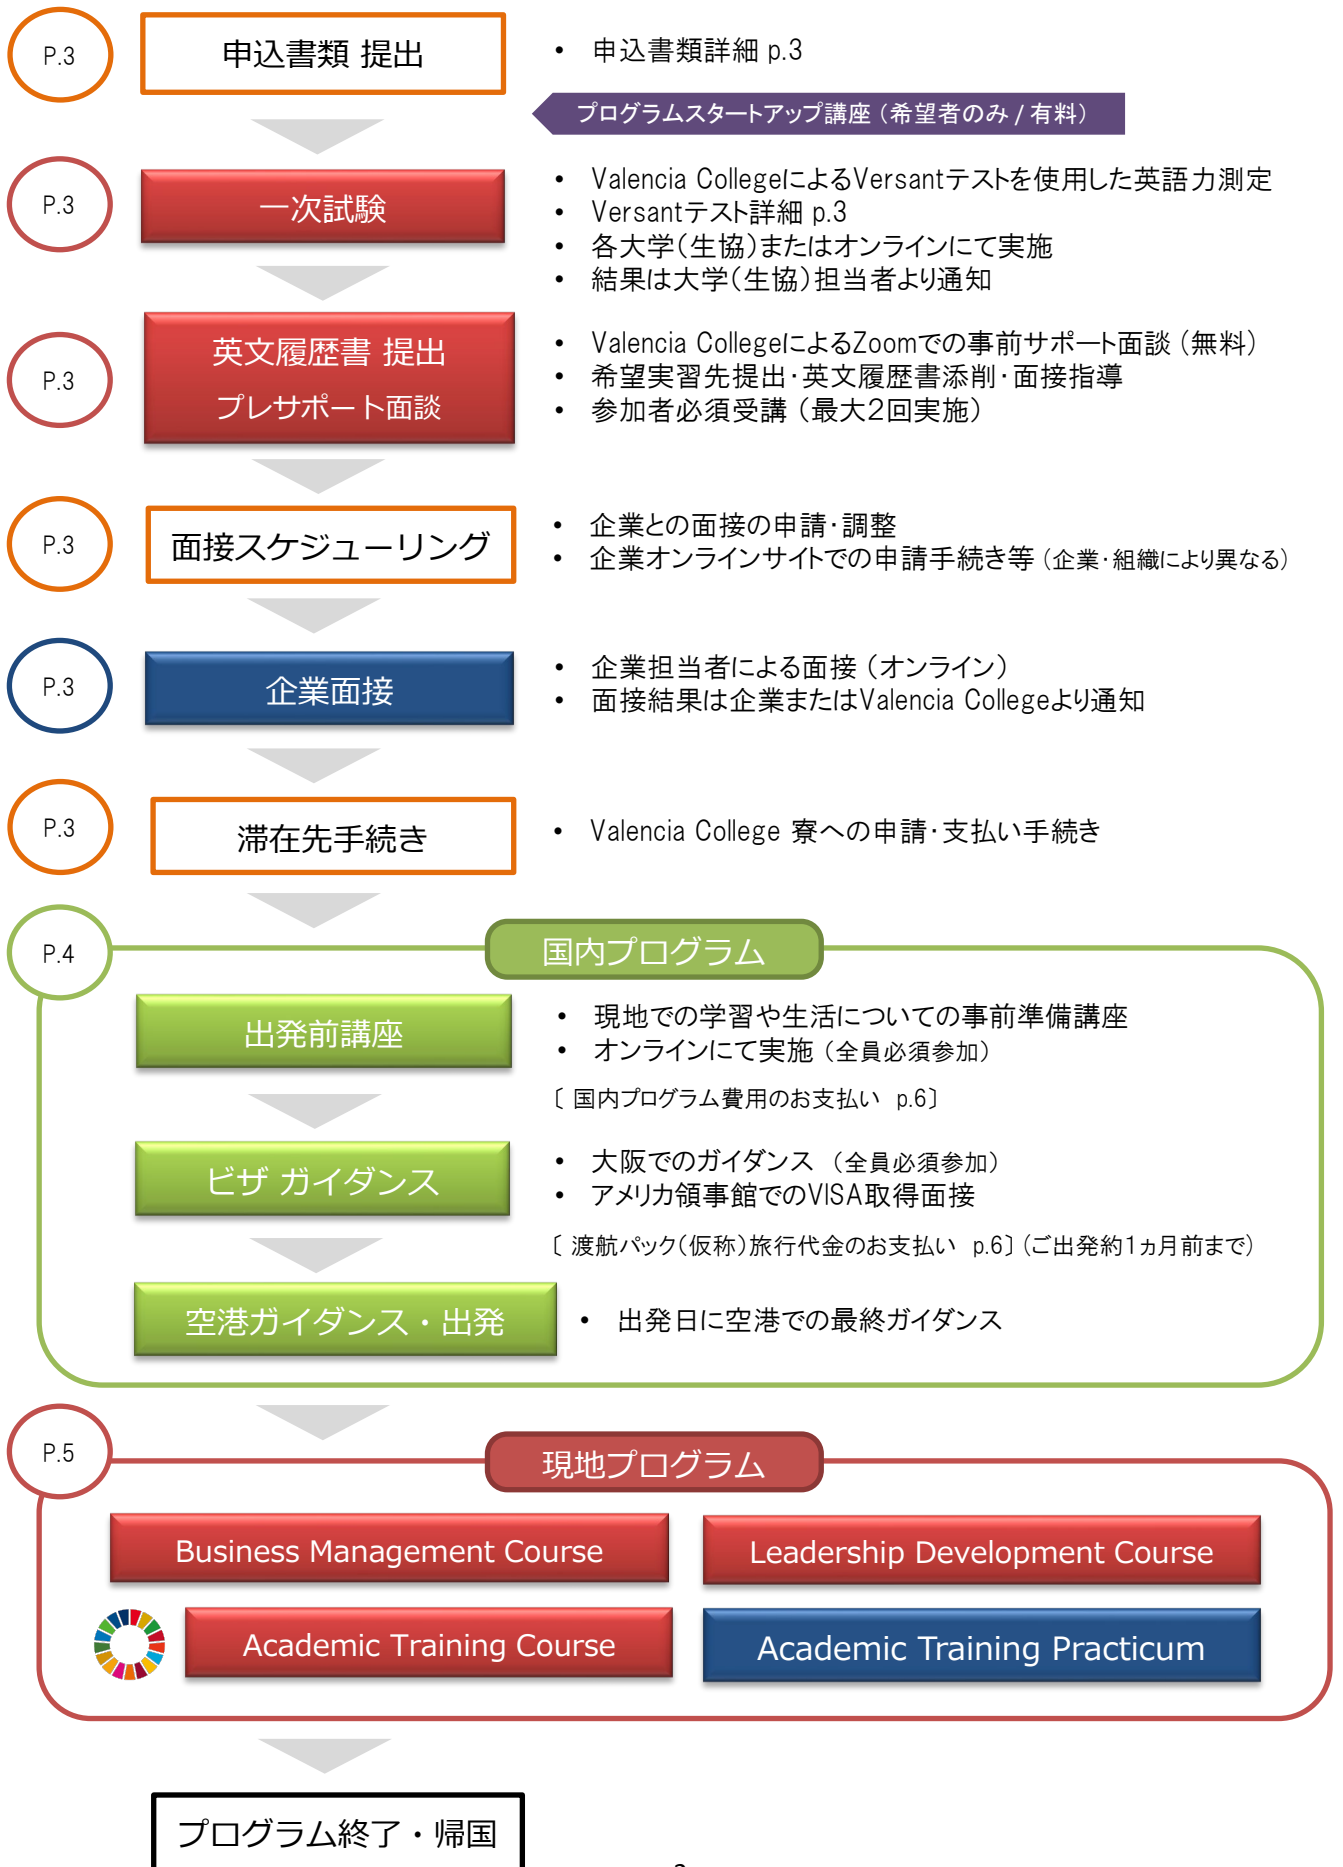 P.3
申込書類 提出
• 申込書類詳細 p.3
プログラムスタートアップ講座（希望者のみ / 有料）
P.3
一次試験
• Valencia CollegeによるVersantテストを使用した英語力測定
• Versantテスト詳細 p.3
• 各大学（生協）またはオンラインにて実施
• 結果は大学（生協）担当者より通知
P.3
英文履歴書 提出
プレサポート面談
• Valencia CollegeによるZoomでの事前サポート面談（無料）
• 希望実習先提出・英文履歴書添削・面接指導
• 参加者必須受講（最大2回実施）
P.3
面接スケジューリング
• 企業との面接の申請・調整
• 企業オンラインサイトでの申請手続き等（企業・組織により異なる）
P.3
企業面接
• 企業担当者による面接（オンライン）
• 面接結果は企業またはValencia Collegeより通知
P.3
滞在先手続き
• Valencia College 寮への申請・支払い手続き
P.4
国内プログラム
出発前講座
• 現地での学習や生活についての事前準備講座
• オンラインにて実施（全員必須参加）
〔 国内プログラム費用のお支払い p.6〕
ビザ ガイダンス
• 大阪でのガイダンス （全員必須参加）
• アメリカ領事館でのVISA取得面接
〔 渡航パック（仮称）旅行代金のお支払い p.6〕（ご出発約1ヵ月前まで）
空港ガイダンス・出発
• 出発日に空港での最終ガイダンス
P.5
現地プログラム
Business Management Course
Leadership Development Course
Academic Training Course
Academic Training Practicum
プログラム終了・帰国